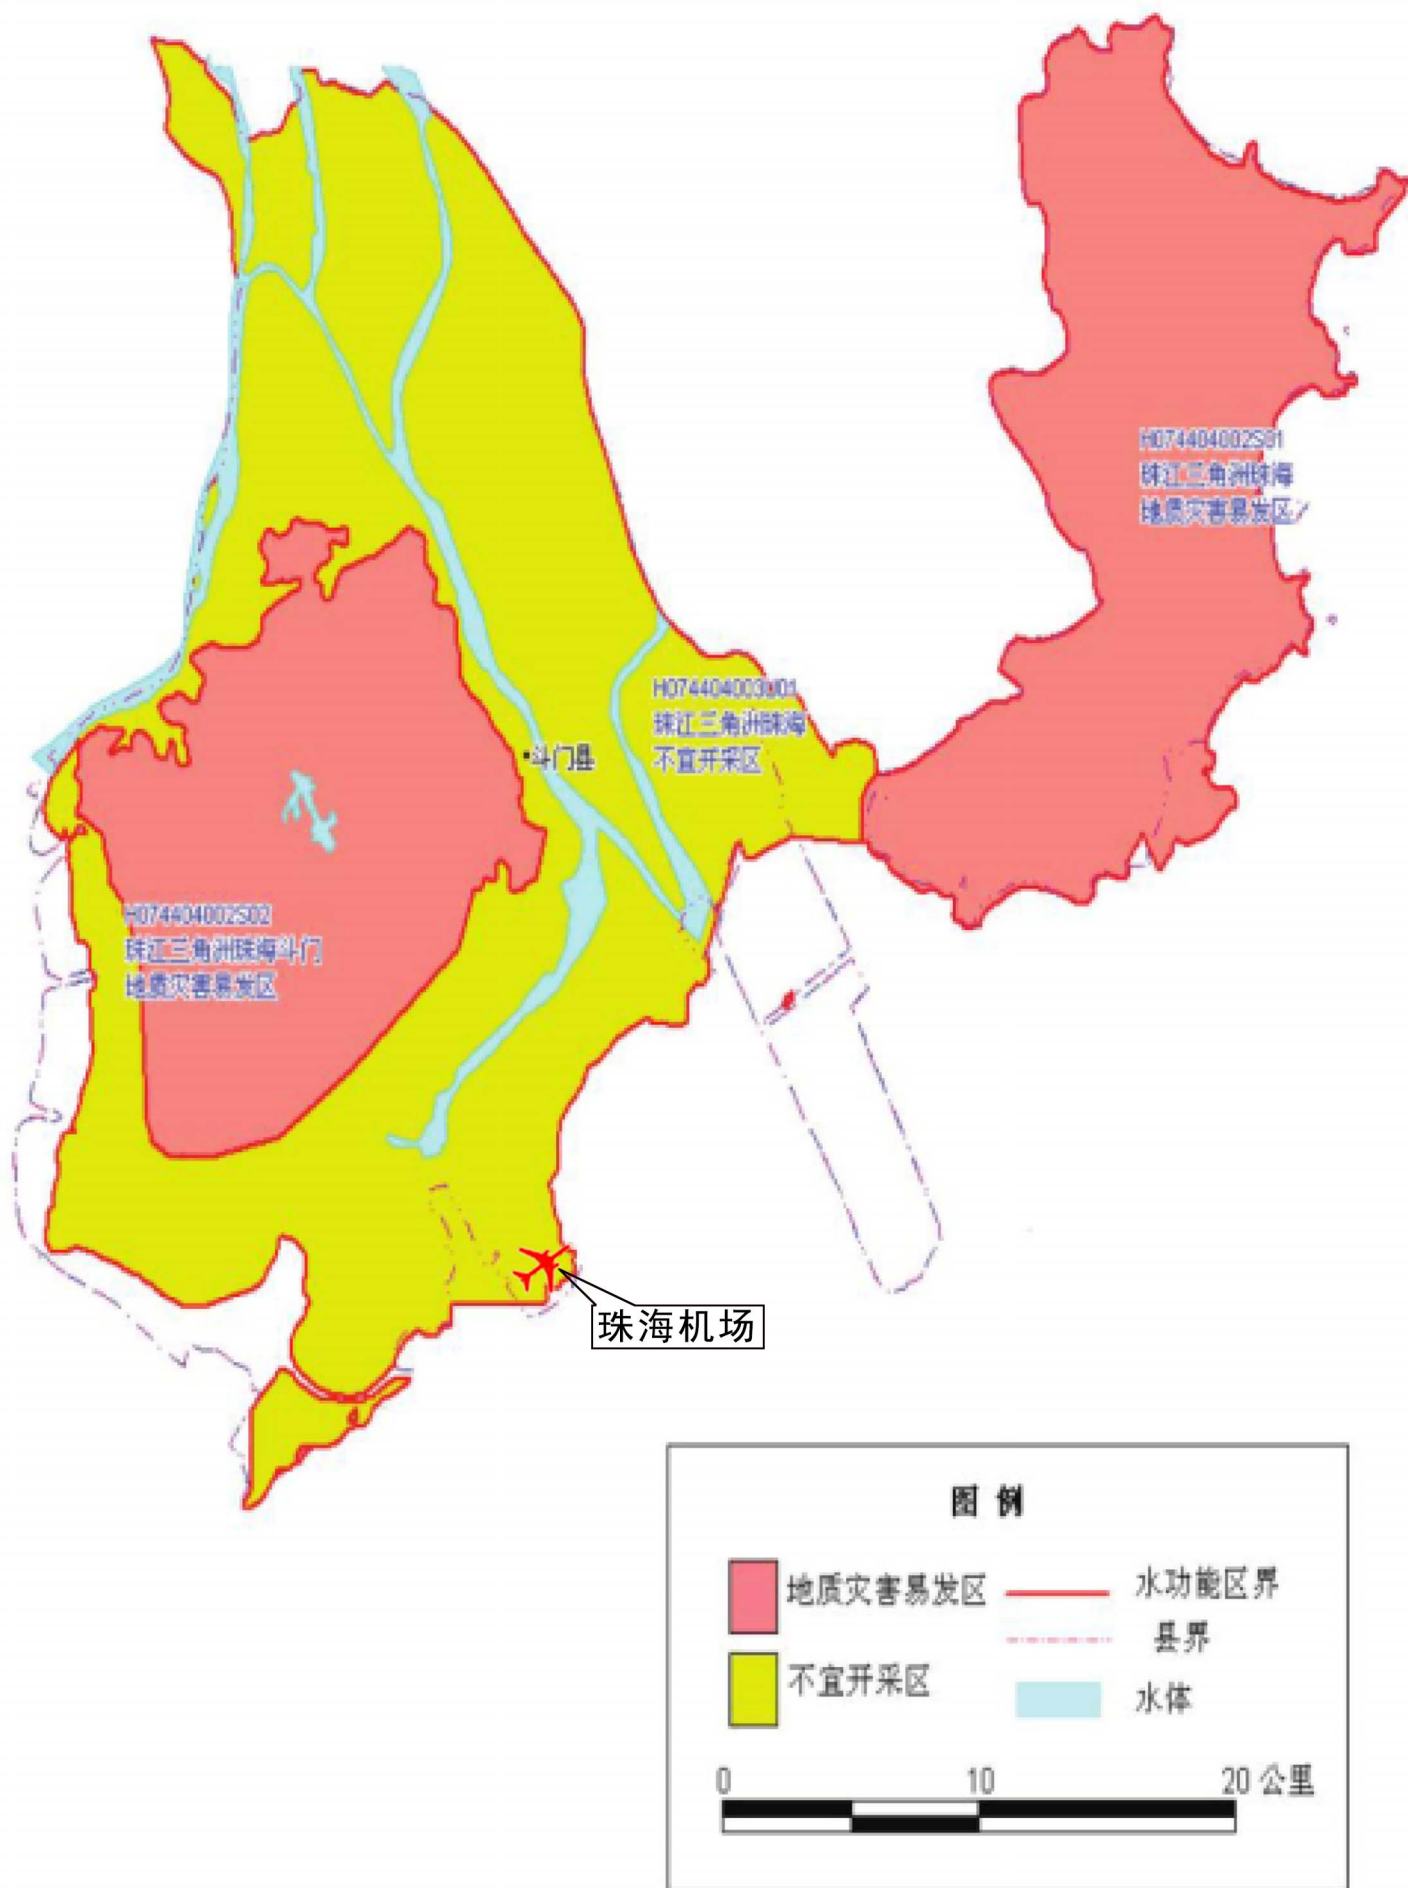 H074404002S01
珠江三角洲珠海
地质灾害易发区
H074404003U01
珠江三角洲珠海
不宜开采区
斗门县
H074404002S02
珠江三角洲珠海斗门
地质灾害易发区
珠海机场
图 例
地质灾害易发区
水功能区界
县界
不宜开采区
水体
0 10 20 公里